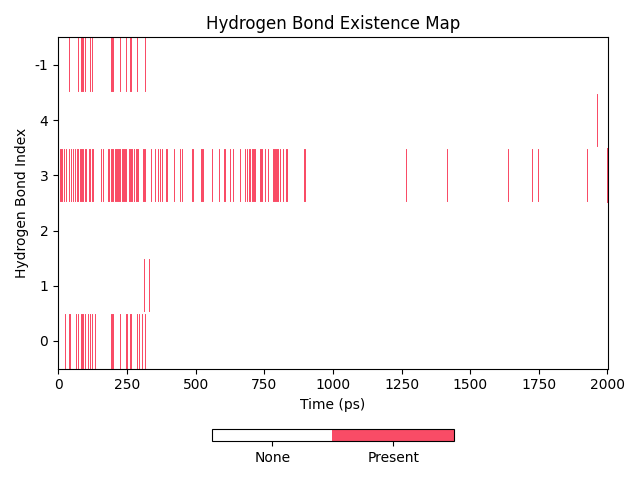 Hydrogen Bond Existence Map
Hydrogen Bond Index
-1
4
3
2
1
0
0 250 500 750 1000 1250 1500 1750 2000
Time (ps)
None Present